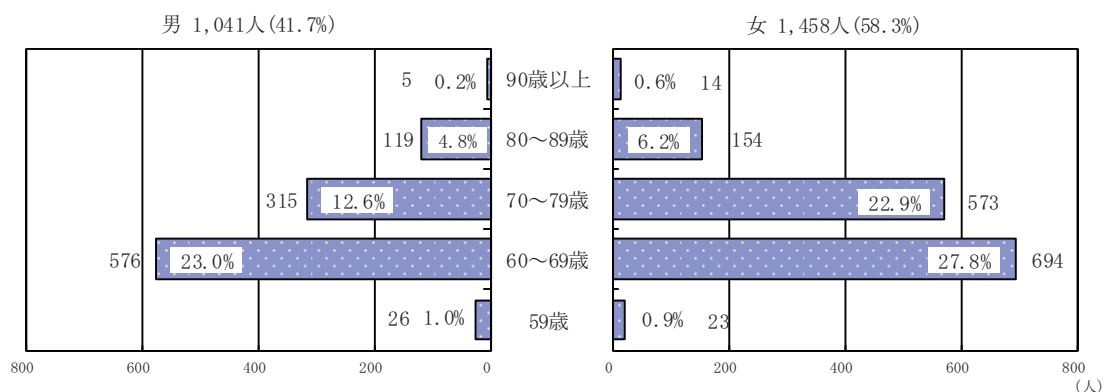 男 1,041人(41.7%) 女 1,458人(58.3%)
5 0.2% 90歳以上 0.6% 14
119 4.8% 80～89歳 6.2% 154
315 12.6% 70～79歳 22.9% 573
576 23.0% 60～69歳 27.8% 694
26 1.0% 59歳 0.9% 23
800 600 400 200 0 0 200 400 600 800
(人)